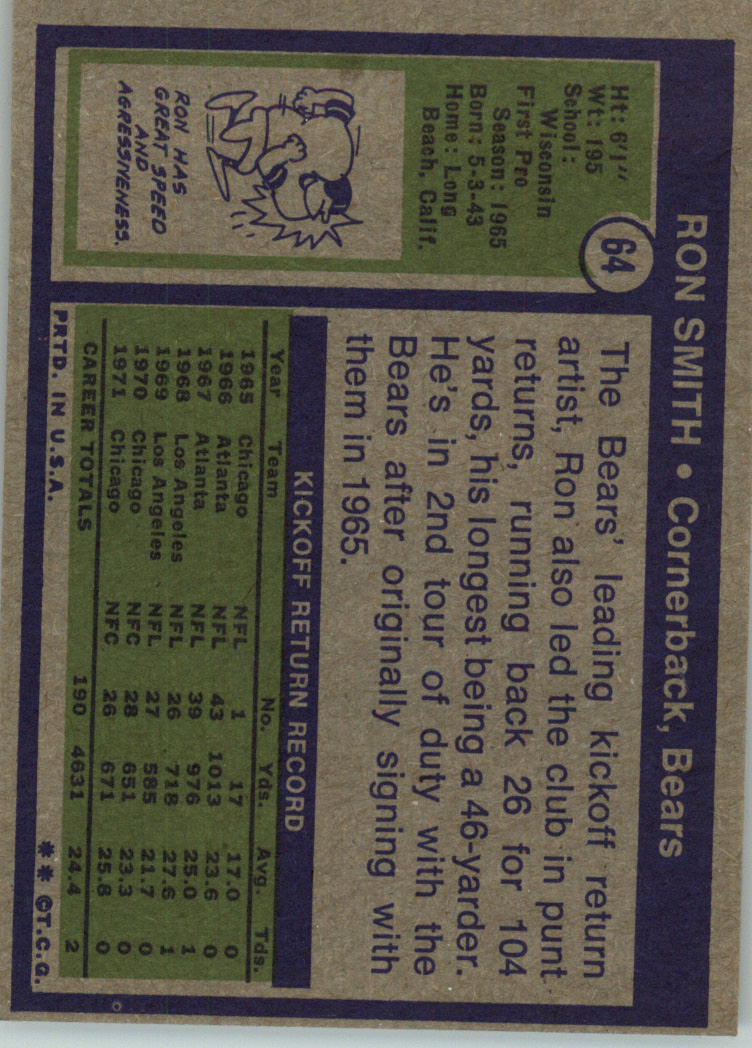 RON SMITH • Cornerback, Bears
64
Ht: 6'1"
Wt: 195
School:
Wisconsin
First Pro
Season: 1965
Born: 5-3-43
Home: Long
Beach, Calif.
RON HAS
GREAT SPEED
AND
AGRESSIVENESS.
The Bears' leading kickoff return
artist, Ron also led the club in punt
returns, running back 26 for 104
yards, his longest being a 46-yarder.
He's in 2nd tour of duty with the
Bears after originally signing with
them in 1965.
KICKOFF RETURN RECORD
Year Team No. Yds. Avg. Tds.
1965 Chicago NFL 1 17 17.0 0
1966 Atlanta NFL 43 1013 23.6 0
1967 Atlanta NFL 39 976 25.0 1
1968 Los Angeles NFL 26 718 27.6 1
1969 Los Angeles NFL 27 585 21.7 0
1970 Chicago NFC 28 651 23.3 0
1971 Chicago NFC 26 671 25.8 0
CAREER TOTALS 190 4631 24.4 2
PRTD. IN U.S.A. ** ©T.C.G.